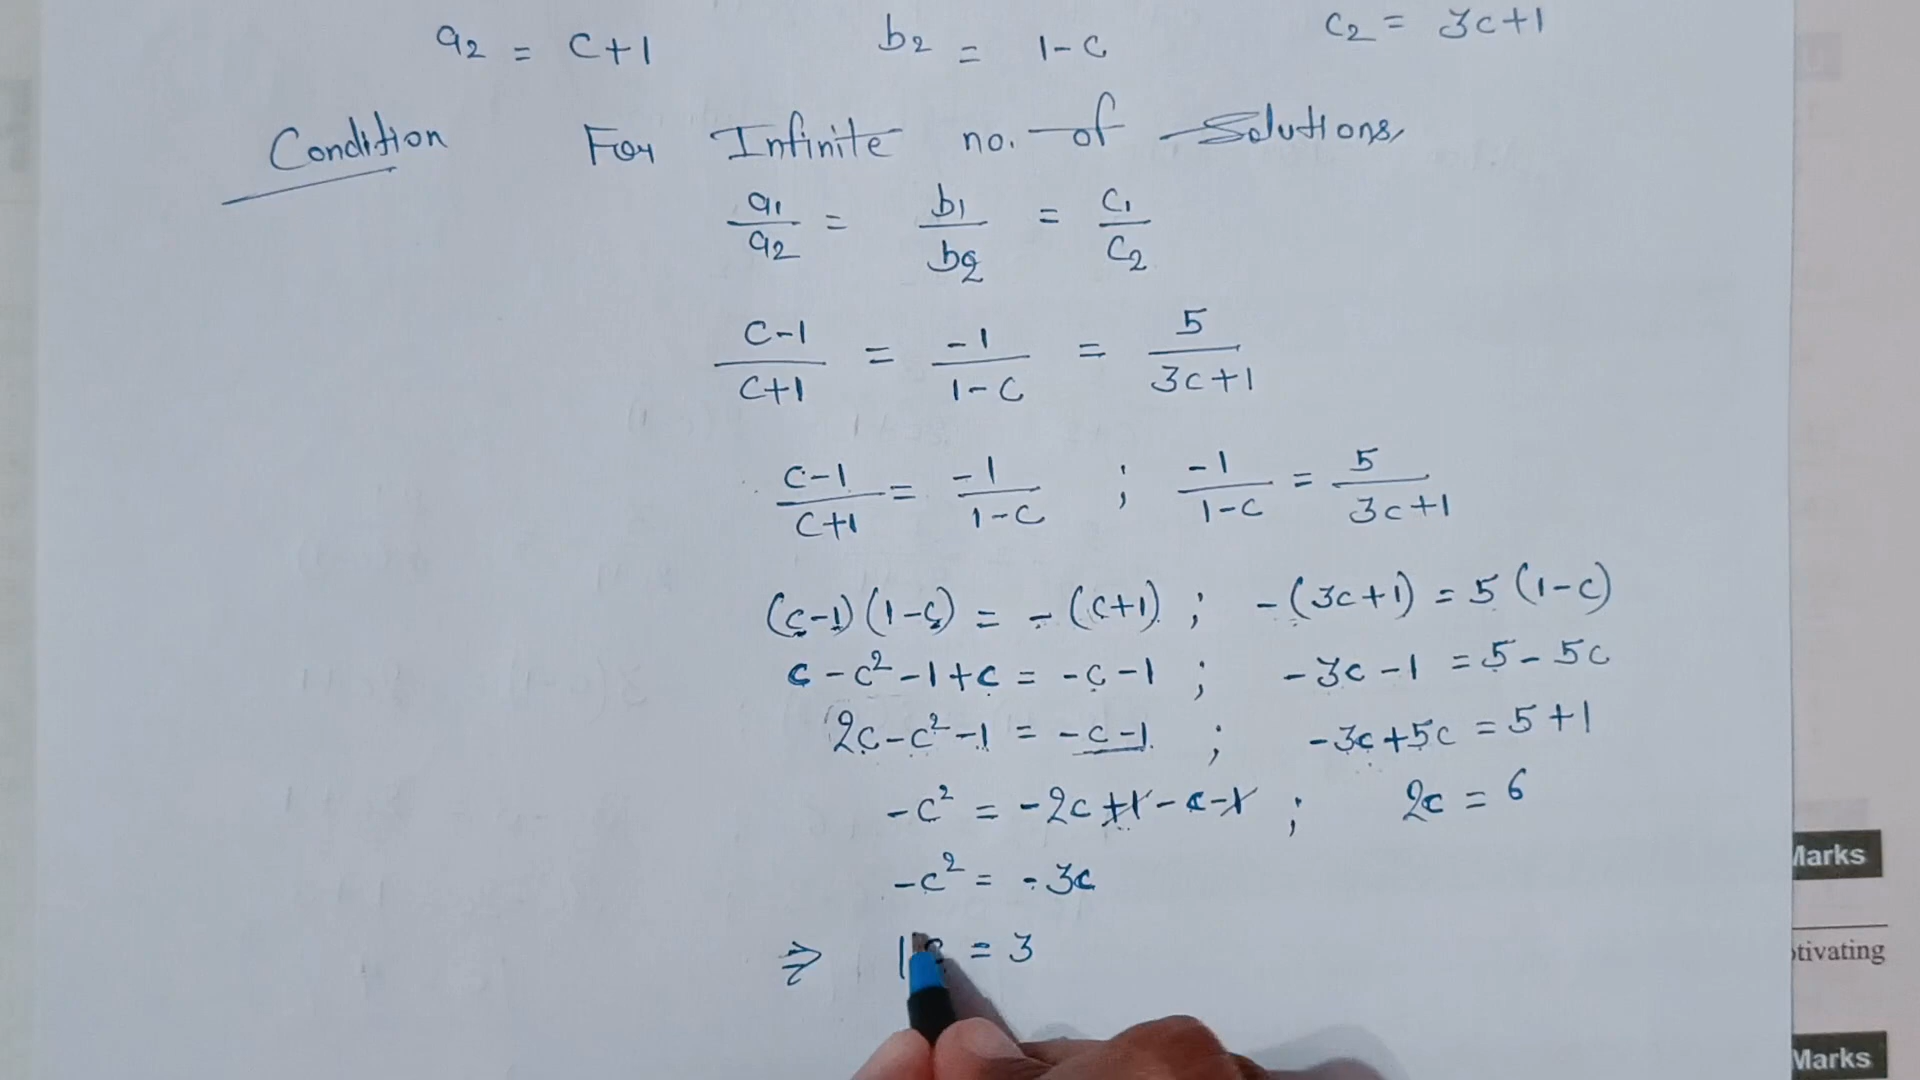 a2 = c+1 b2 = 1-c c2 = 3c+1
Condition For Infinite no. of Solutions,
a1/a2 = b1/b2 = c1/c2
c-1/c+1 = -1/1-c = 5/3c+1
c-1/c+1 = -1/1-c ; -1/1-c = 5/3c+1
(c-1)(1-c) = -(c+1) ; -(3c+1) = 5(1-c)
c-c²-1+c = -c-1 ; -3c-1 = 5-5c
2c-c²-1 = -c-1 ; -3c+5c = 5+1
-c² = -2c+1-c-1 ; 2c = 6
-c² = -3c
⇒ c = 3
Marks
tivating
Marks